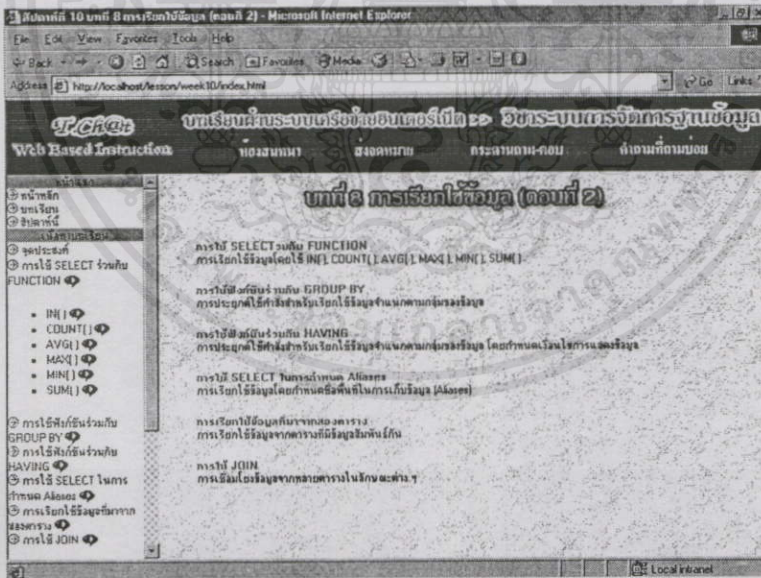 สัปดาห์ที่ 10 บทที่ 8 การเรียกใช้ข้อมูล (ตอนที่ 2) - Microsoft Internet Explorer
File Edit View Favorites Tools Help
Back Search Favorites Media
Address http://localhost/lesson/week10/index.html Go Links
บทเรียนผ่านระบบเครือข่ายอินเตอร์เน็ต >> วิชาระบบการจัดการฐานข้อมูล
Web Based Instruction ห้องสนทนา ส่งจดหมาย กระดานถาม-ตอบ คำถามที่ถามบ่อย
หน้าหลัก
บทเรียน
สัปดาห์นี้
จุดประสงค์
การใช้ SELECT ร่วมกับ
FUNCTION
IN( )
COUNT( )
AVG( )
MAX( )
MIN( )
SUM( )
การใช้ฟังก์ชันร่วมกับ
GROUP BY
การใช้ฟังก์ชันร่วมกับ
HAVING
การใช้ SELECT ในการ
กำหนด Aliases
การเรียกใช้ข้อมูลที่มาจาก
สองตาราง
การใช้ JOIN
บทที่ 8 การเรียกใช้ข้อมูล (ตอนที่ 2)
การใช้ SELECT ร่วมกับ FUNCTION
การเรียกใช้ข้อมูลโดยใช้ IN( ), COUNT( ), AVG( ), MAX( ), MIN( ), SUM( )
การใช้ฟังก์ชันร่วมกับ GROUP BY
การประยุกต์ใช้คำสั่งสำหรับเรียกใช้ข้อมูลจำแนกตามกลุ่มของข้อมูล
การใช้ฟังก์ชันร่วมกับ HAVING
การประยุกต์ใช้คำสั่งสำหรับเรียกใช้ข้อมูลจำแนกตามกลุ่มของข้อมูล โดยกำหนดเงื่อนไขการแสดงข้อมูล
การใช้ SELECT ในการกำหนด Aliases
การเรียกใช้ข้อมูลโดยกำหนดชื่อพื้นที่ในการเก็บข้อมูล (Aliases)
การเรียกใช้ข้อมูลที่มาจากสองตาราง
การเรียกใช้ข้อมูลจากตารางที่มีข้อมูลสัมพันธ์กัน
การใช้ JOIN
การเชื่อมโยงข้อมูลจากหลายตารางในลักษณะต่าง ๆ
Local intranet